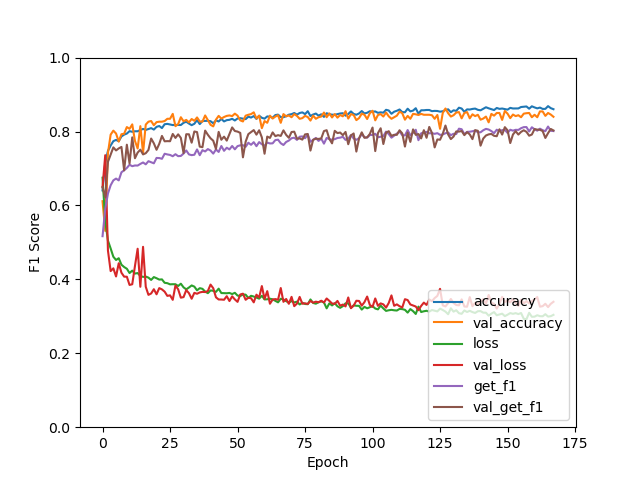 1.0
0.8
0.6
0.4
0.2
0.0
F1 Score
0 25 50 75 100 125 150 175
Epoch
accuracy
val_accuracy
loss
val_loss
get_f1
val_get_f1